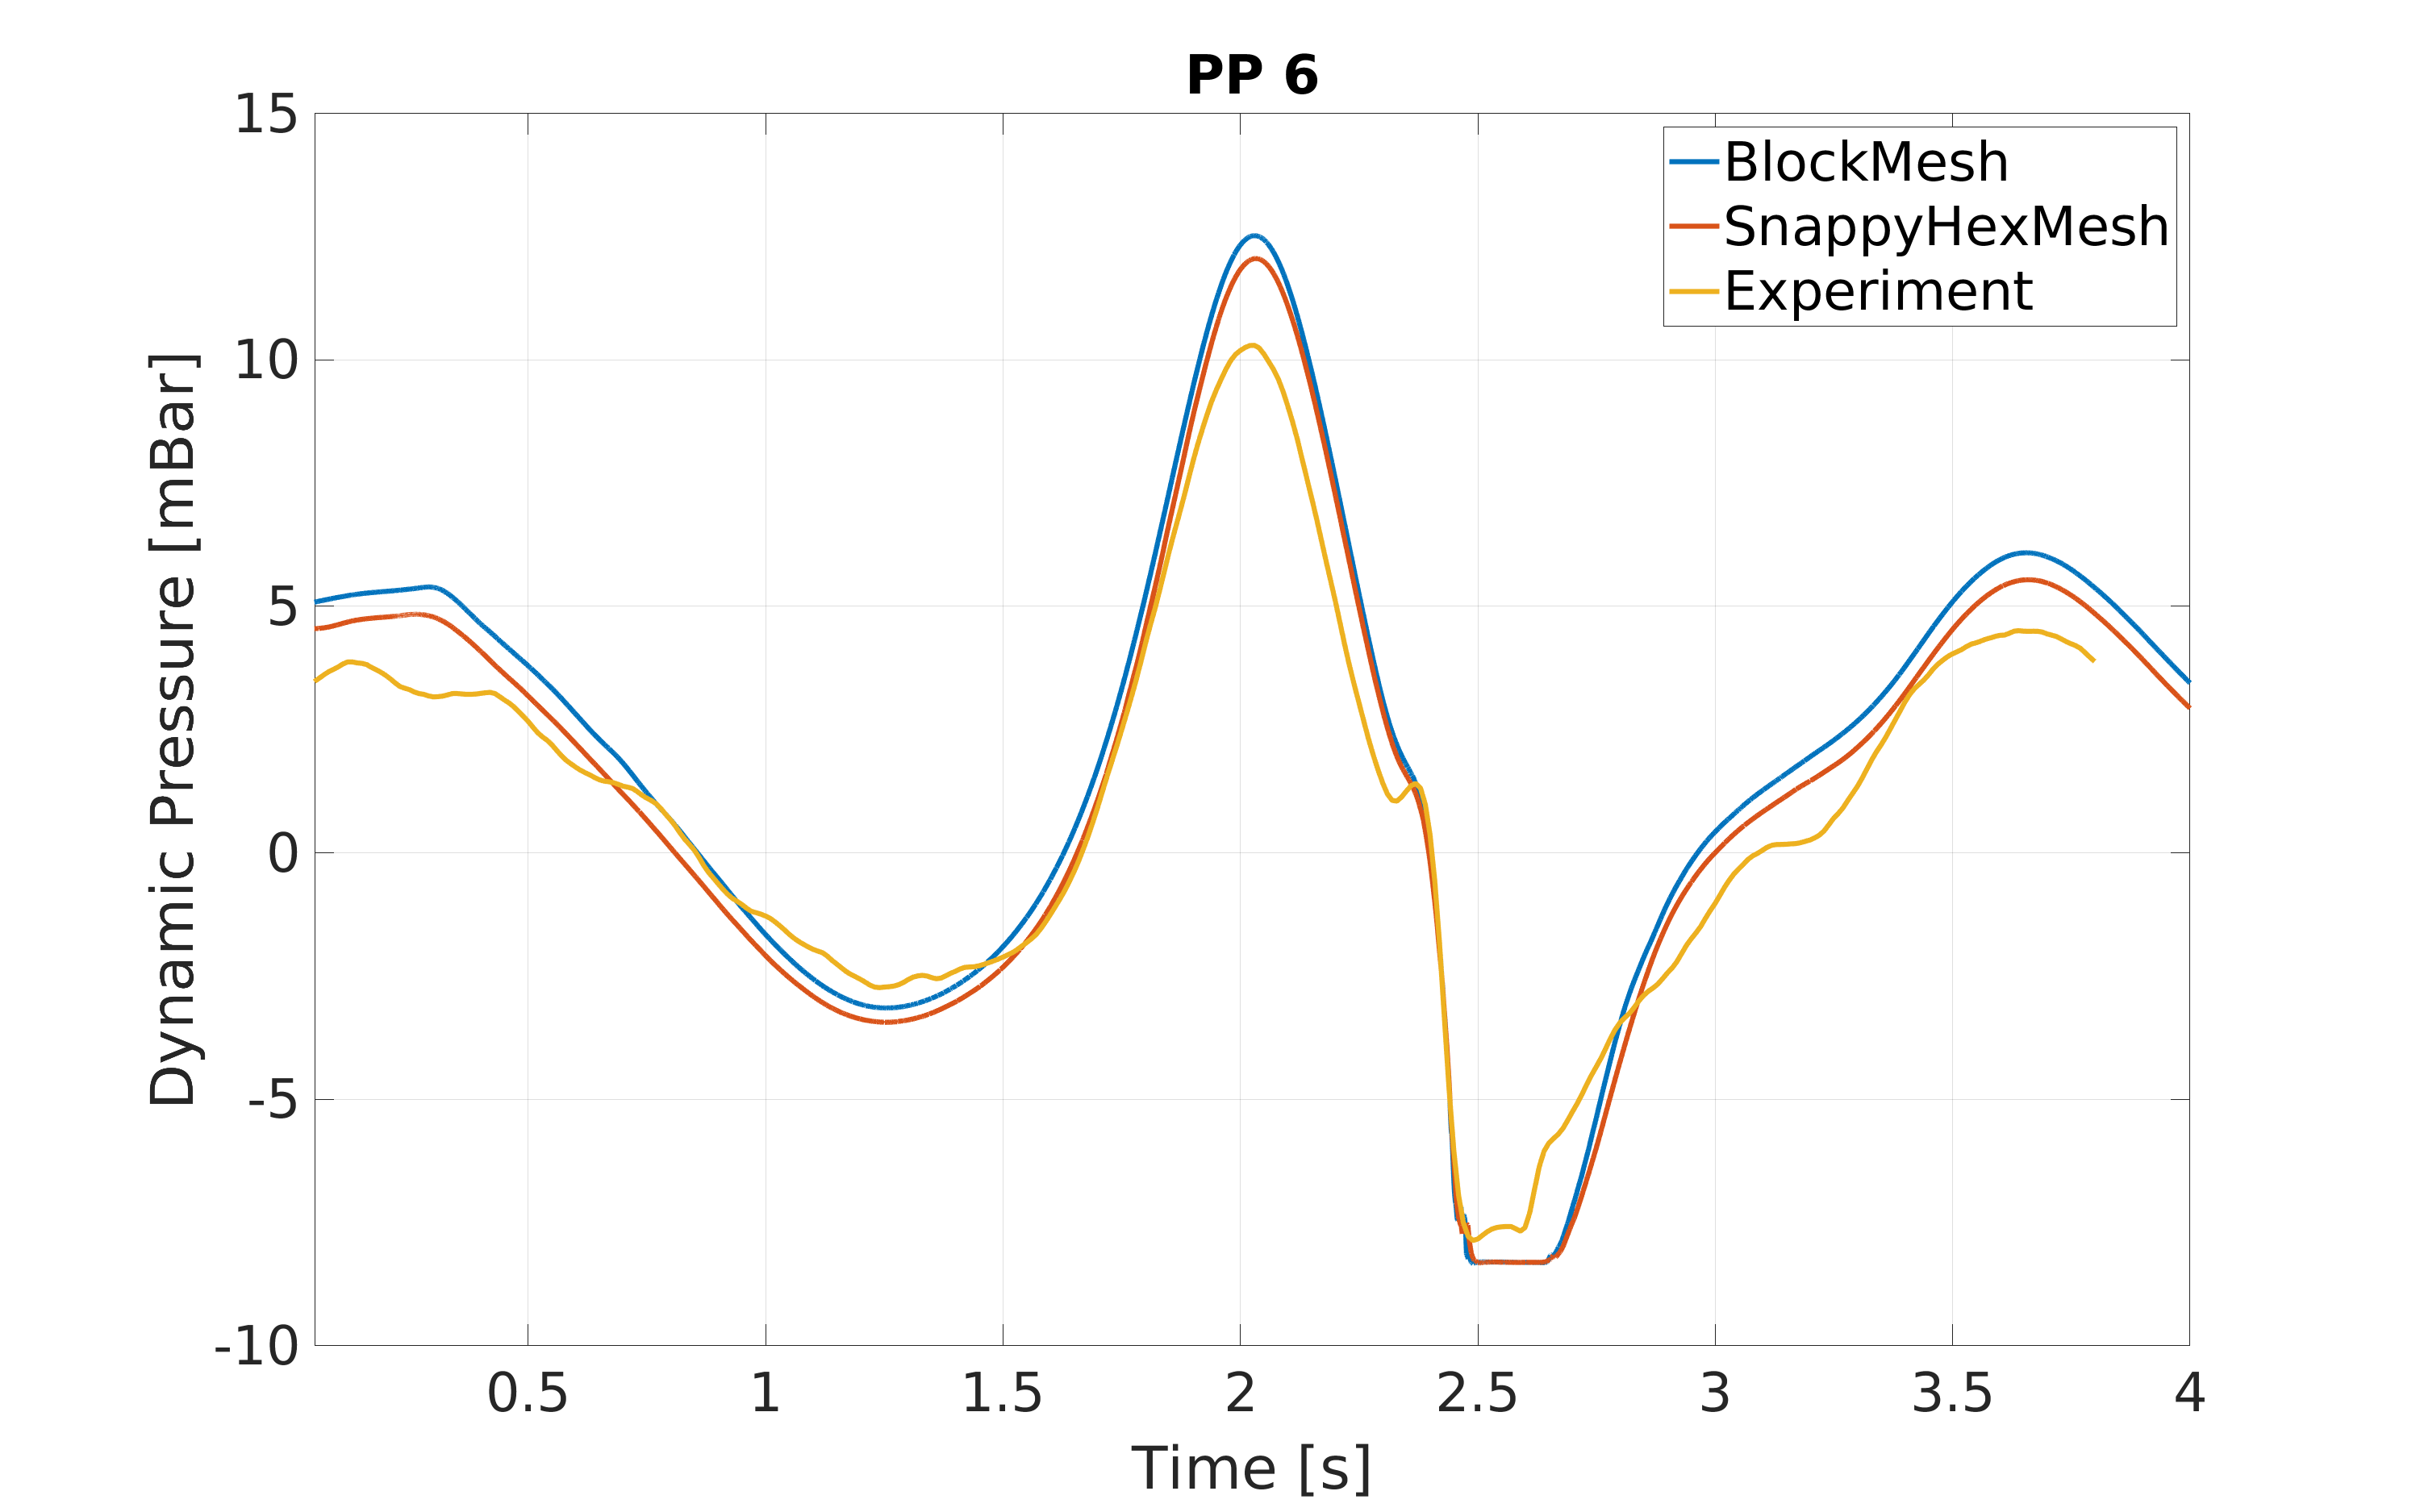 PP 6
BlockMesh
SnappyHexMesh
Experiment
Dynamic Pressure [mBar]
15
10
5
0
-5
-10
0.5 1 1.5 2 2.5 3 3.5 4
Time [s]